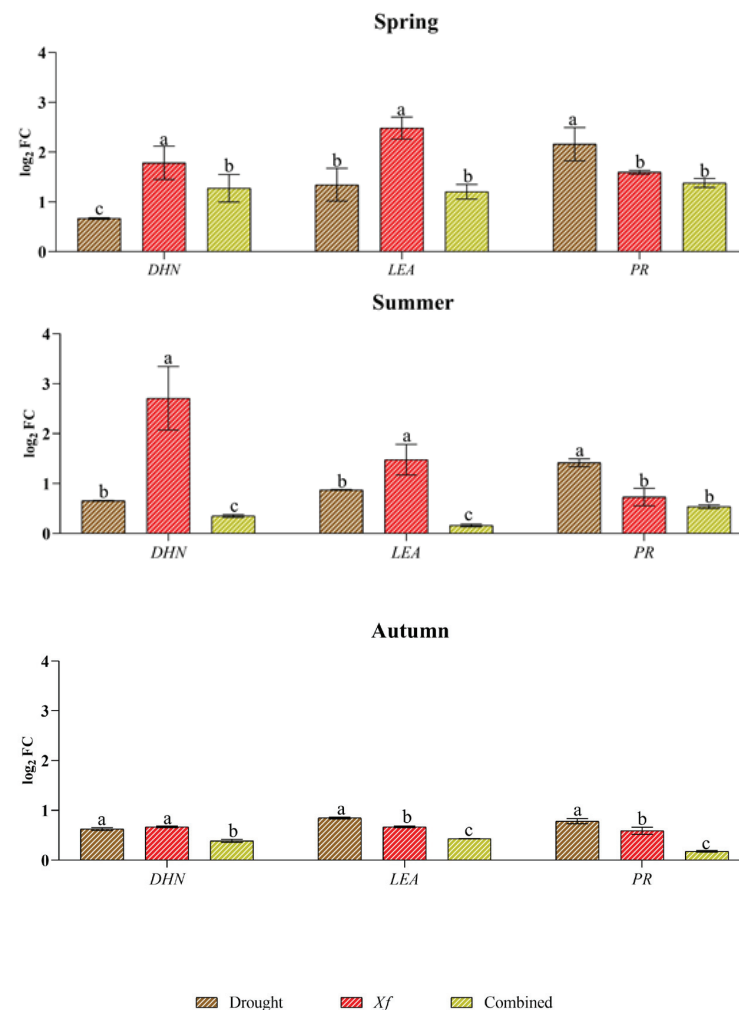 Spring
4
3
2
1
0
log2 FC
c a b
b a b
a b b
DHN LEA PR
Summer
4
3
2
1
0
log2 FC
b a c
b a c
a b b
DHN LEA PR
Autumn
4
3
2
1
0
log2 FC
a a b
a b c
a b c
DHN LEA PR
Drought Xf Combined